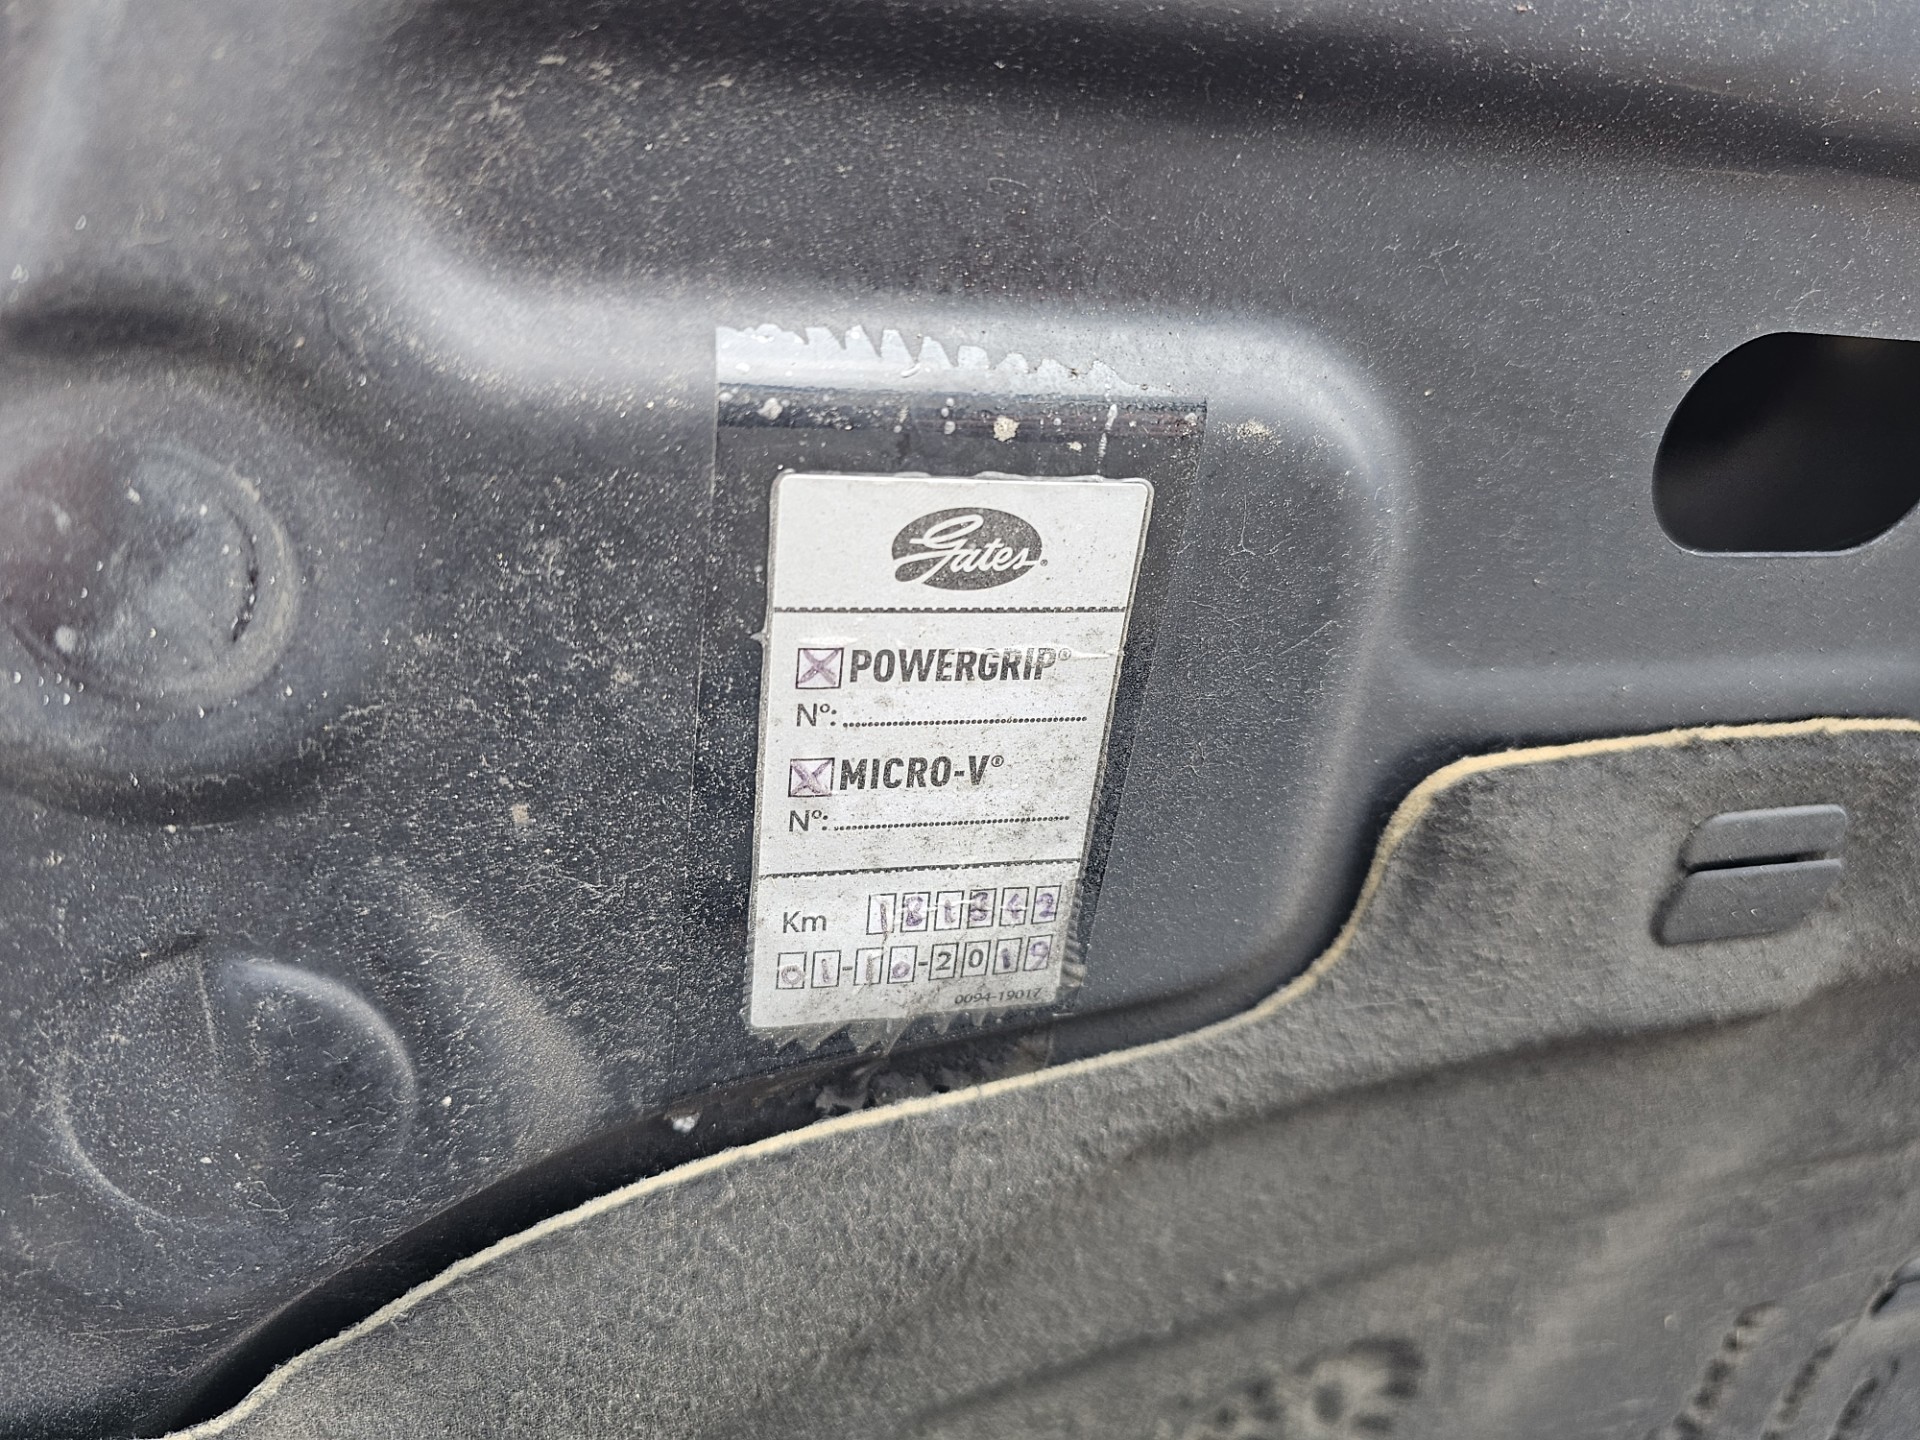 Gates®
POWERGRIP®
Nº:
MICRO-V®
Nº:
Km 181342
01-10-2019
0094-19017